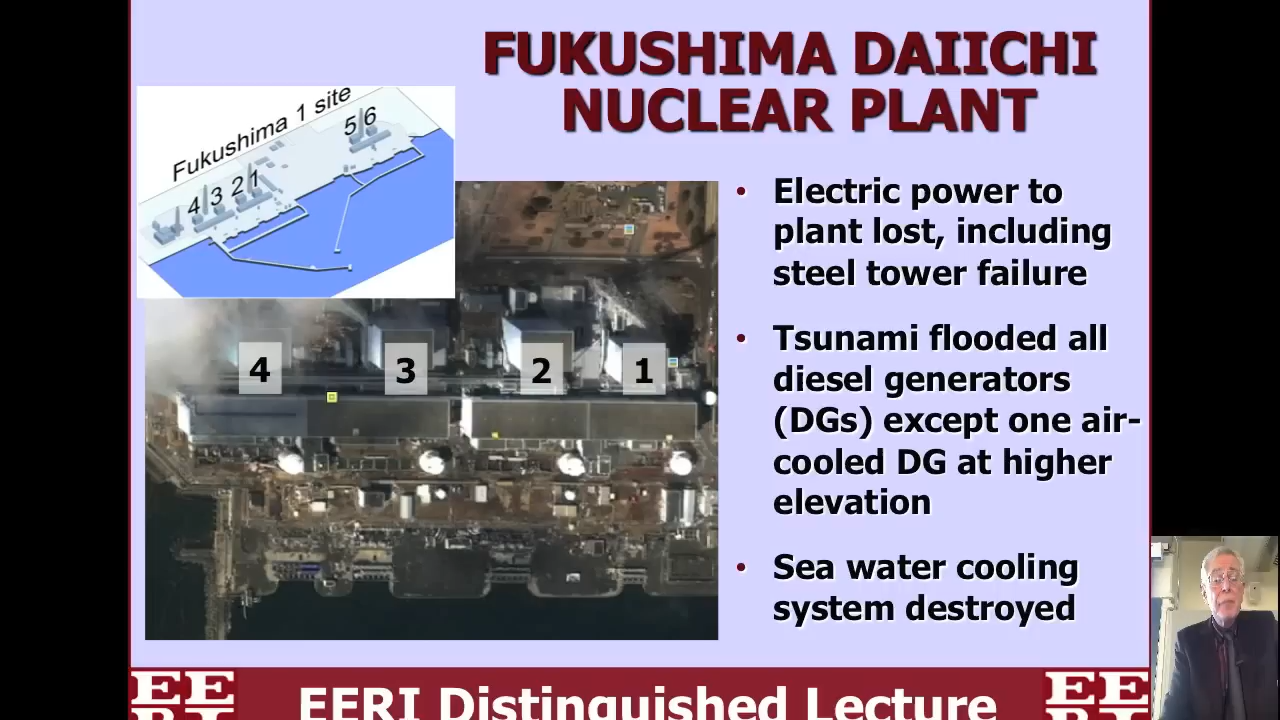 FUKUSHIMA DAIICHI
NUCLEAR PLANT
Fukushima 1 site
5 6
4 3 2 1
4 3 2 1
• Electric power to
plant lost, including
steel tower failure
• Tsunami flooded all
diesel generators
(DGs) except one air-
cooled DG at higher
elevation
• Sea water cooling
system destroyed
EERI EERI Distinguished Lecture EERI